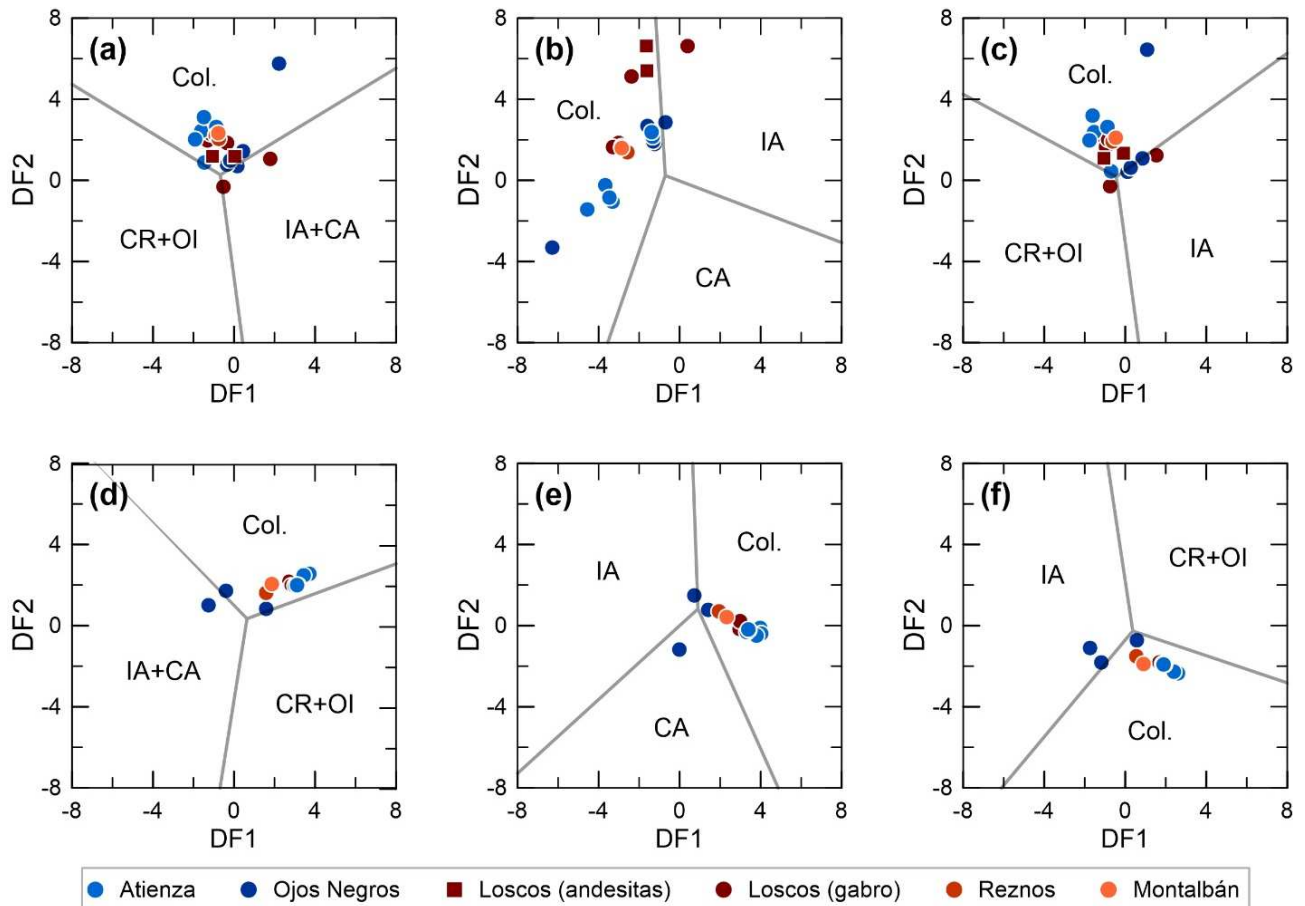 (a)
Col.
CR+OI
IA+CA
DF2
8
4
0
-4
-8
-8 -4 0 4 8
DF1
(b)
Col.
IA
CA
DF2
8
4
0
-4
-8
-8 -4 0 4 8
DF1
(c)
Col.
CR+OI
IA
DF2
8
4
0
-4
-8
-8 -4 0 4 8
DF1
(d)
Col.
IA+CA
CR+OI
DF2
8
4
0
-4
-8
-8 -4 0 4 8
DF1
(e)
IA
Col.
CA
DF2
8
4
0
-4
-8
-8 -4 0 4 8
DF1
(f)
IA
CR+OI
Col.
DF2
8
4
0
-4
-8
-8 -4 0 4 8
DF1
Atienza Ojos Negros Loscos (andesitas) Loscos (gabro) Reznos Montalbán